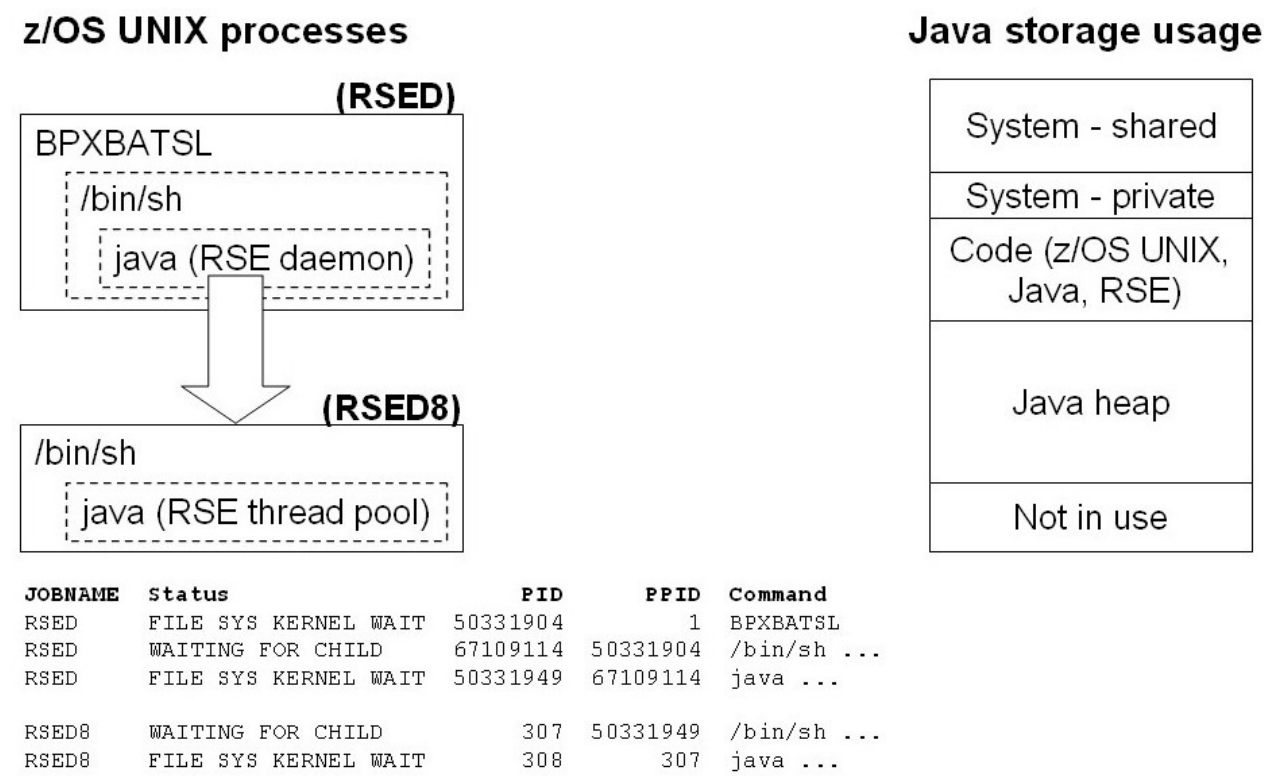 z/OS UNIX processes
(RSED)
BPXBATSL
/bin/sh
java (RSE daemon)
(RSED8)
/bin/sh
java (RSE thread pool)
Java storage usage
System - shared
System - private
Code (z/OS UNIX,
Java, RSE)
Java heap
Not in use
JOBNAME Status PID PPID Command
RSED FILE SYS KERNEL WAIT 50331904 1 BPXBATSL
RSED WAITING FOR CHILD 67109114 50331904 /bin/sh ...
RSED FILE SYS KERNEL WAIT 50331949 67109114 java ...
RSED8 WAITING FOR CHILD 307 50331949 /bin/sh ...
RSED8 FILE SYS KERNEL WAIT 308 307 java ...